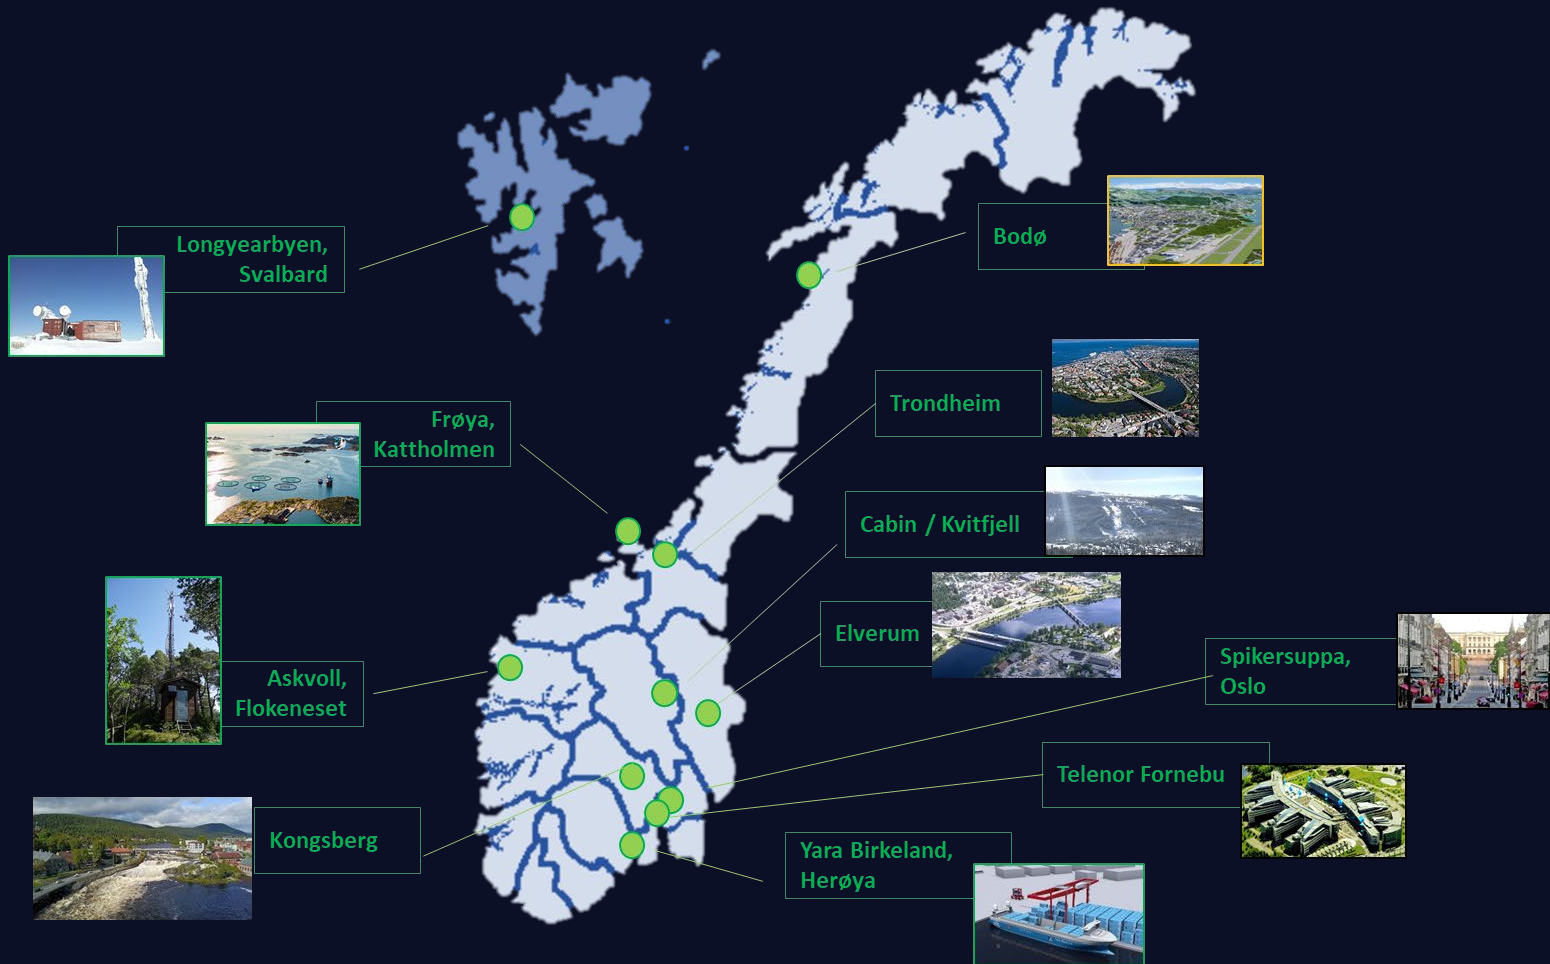 Longyearbyen,
Svalbard
Bodø
Trondheim
Frøya,
Kattholmen
Cabin / Kvitfjell
Elverum
Spikersuppa,
Oslo
Askvoll,
Flokeneset
Telenor Fornebu
Kongsberg
Yara Birkeland,
Herøya